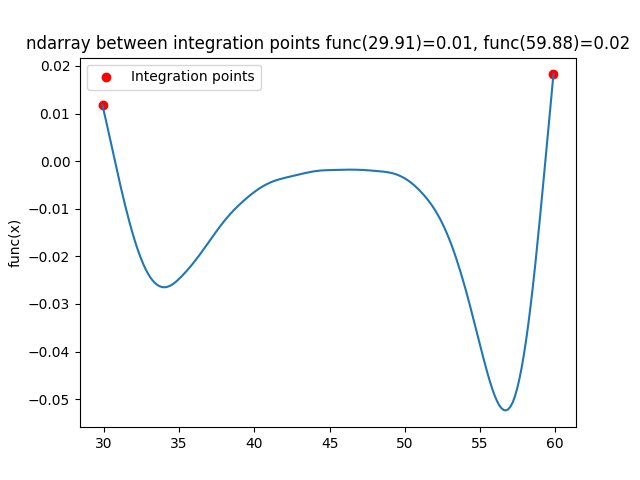 ndarray between integration points func(29.91)=0.01, func(59.88)=0.02
Integration points
func(x)
0.02
0.01
0.00
−0.01
−0.02
−0.03
−0.04
−0.05
30 35 40 45 50 55 60